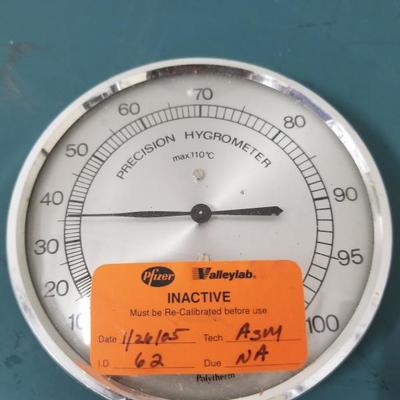 70
60
80
50
90
PRECISION HYGROMETER
max.110°C
4
40
30
95
20
10
100
Pfizer Valleylab®
INACTIVE
Must be Re-Calibrated before use.
Date 1/26/05 Tech ASM
I.D. 62 Due NA
Polytherm